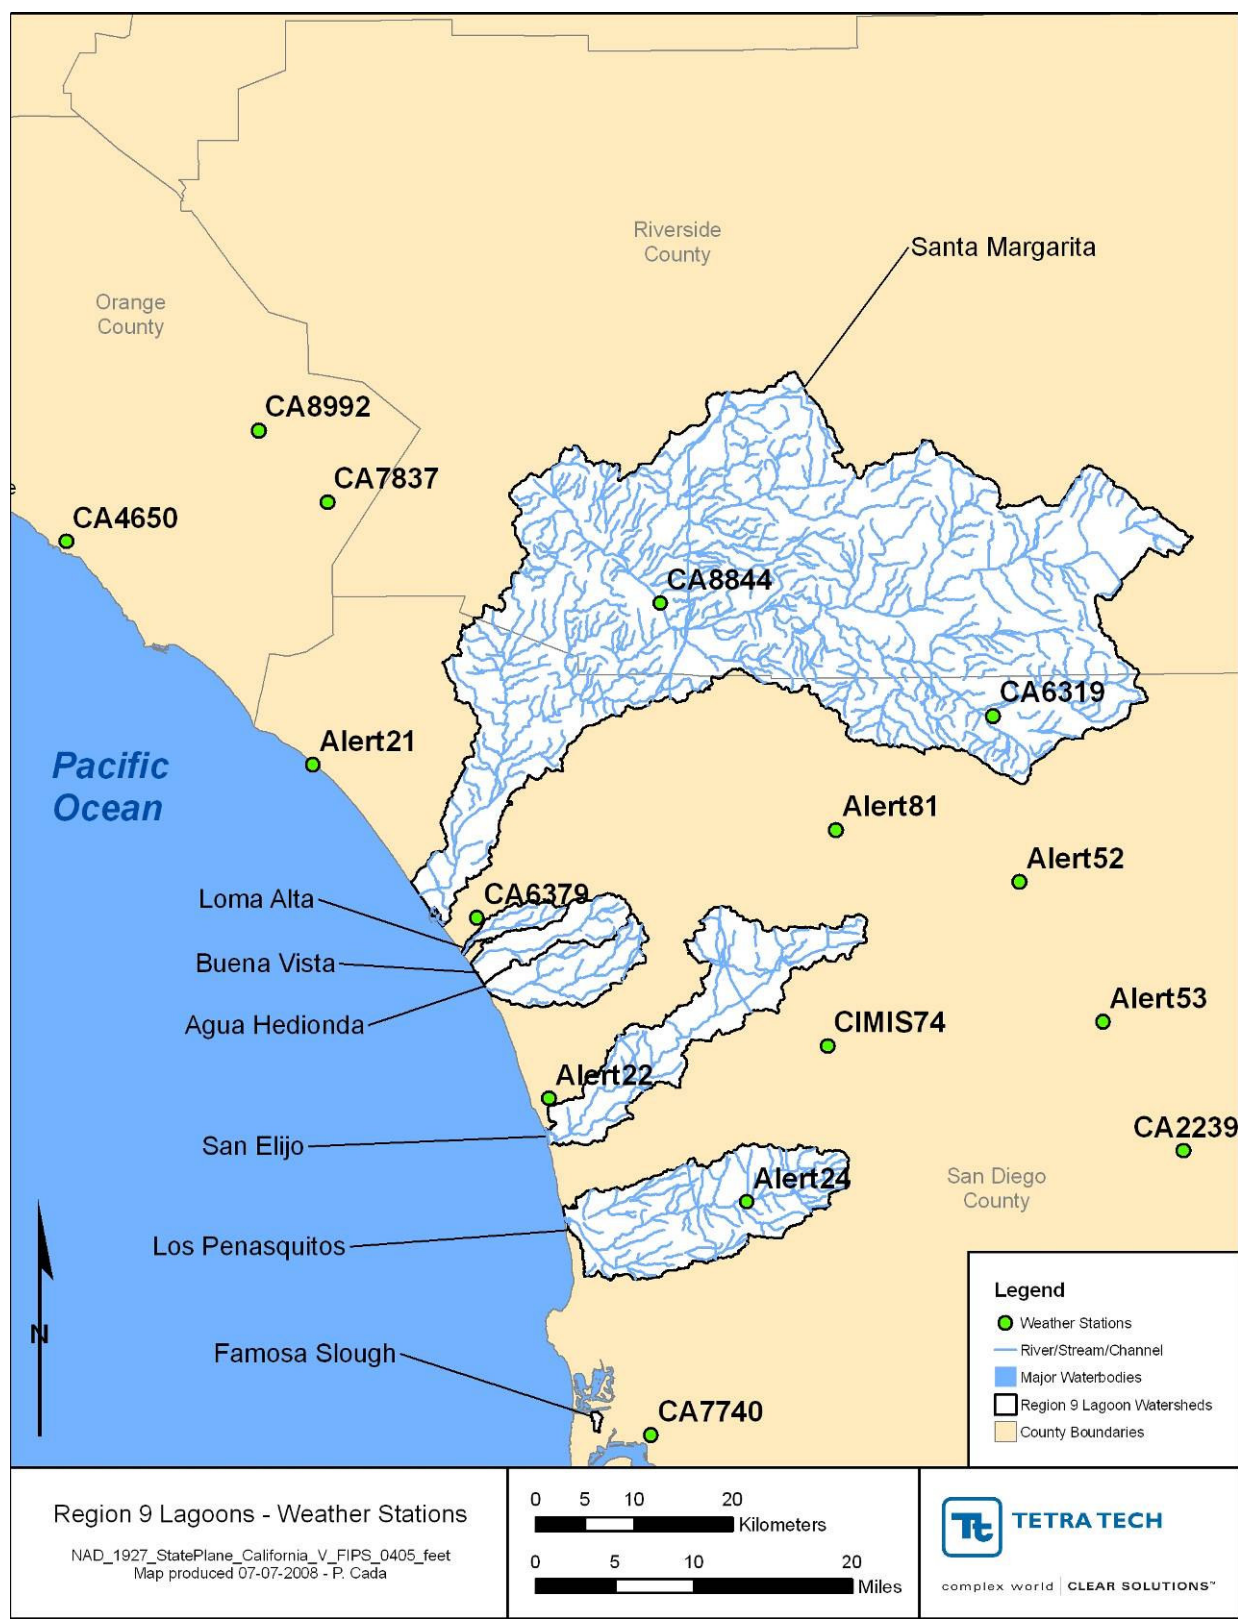 Riverside
County
Santa Margarita
Orange
County
CA8992
CA7837
e
CA4650
CA8844
CA6319
Alert21
Pacific
Ocean
Alert81
Alert52
Loma Alta
CA6379
Buena Vista
Agua Hedionda
Alert53
CIMIS74
Alert22
San Elijo
CA2239
San Diego
County
Alert24
Los Penasquitos
N
Famosa Slough
CA7740
Legend
Weather Stations
River/Stream/Channel
Major Waterbodies
Region 9 Lagoon Watersheds
County Boundaries
Region 9 Lagoons - Weather Stations
NAD_1927_StatePlane_California_V_FIPS_0405_feet
Map produced 07-07-2008 - P. Cada
0 5 10 20
Kilometers
0 5 10 20
Miles
Tt
TETRA TECH
complex world | CLEAR SOLUTIONS™